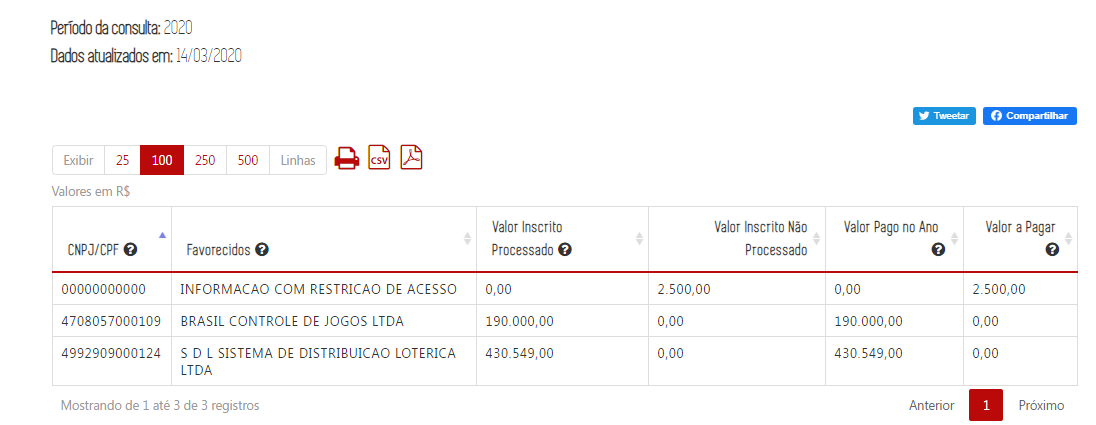 Período da consulta: 2020
Dados atualizados em: 14/03/2020
Tweetar Compartilhar
Exibir 25 100 250 500 Linhas CSV
Valores em R$
CNPJ/CPF ? Favorecidos ? Valor Inscrito Processado ? Valor Inscrito Não Processado Valor Pago no Ano ? Valor a Pagar ?
00000000000 INFORMACAO COM RESTRICAO DE ACESSO 0,00 2.500,00 0,00 2.500,00
4708057000109 BRASIL CONTROLE DE JOGOS LTDA 190.000,00 0,00 190.000,00 0,00
4992909000124 S D L SISTEMA DE DISTRIBUICAO LOTERICA LTDA 430.549,00 0,00 430.549,00 0,00
Mostrando de 1 até 3 de 3 registros Anterior 1 Próximo